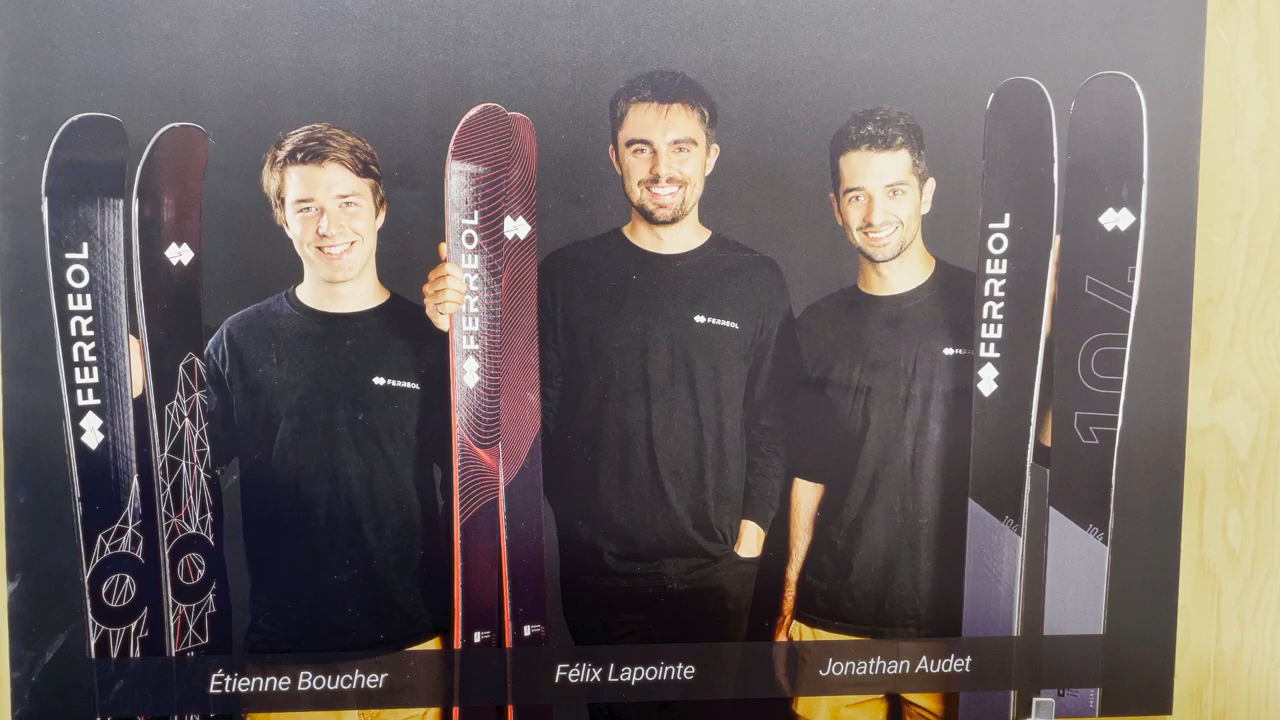 FERREOL
FERREOL
FERREOL
FERREOL
FERREOL
104
104
104
Étienne Boucher
Félix Lapointe
Jonathan Audet